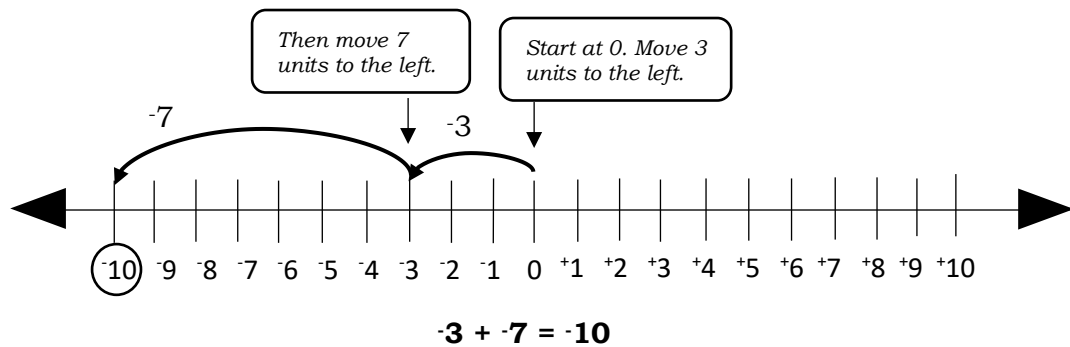 Then move 7
units to the left.
Start at 0. Move 3
units to the left.
-7
-3
-10 -9 -8 -7 -6 -5 -4 -3 -2 -1 0 +1 +2 +3 +4 +5 +6 +7 +8 +9 +10
-3 + -7 = -10